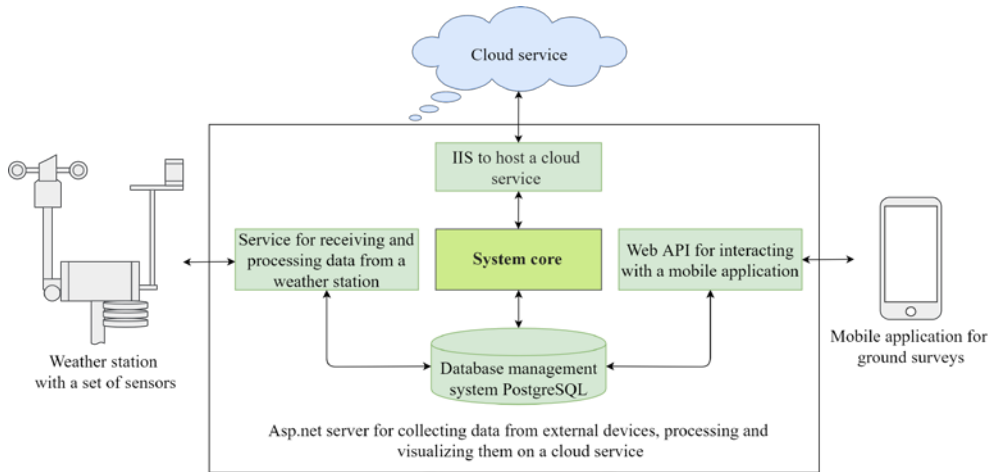 Cloud service
IIS to host a cloud
service
Service for receiving and
processing data from a
weather station
System core
Web API for interacting
with a mobile application
Weather station
with a set of sensors
Database management
system PostgreSQL
Mobile application for
ground surveys
Asp.net server for collecting data from external devices, processing and
visualizing them on a cloud service